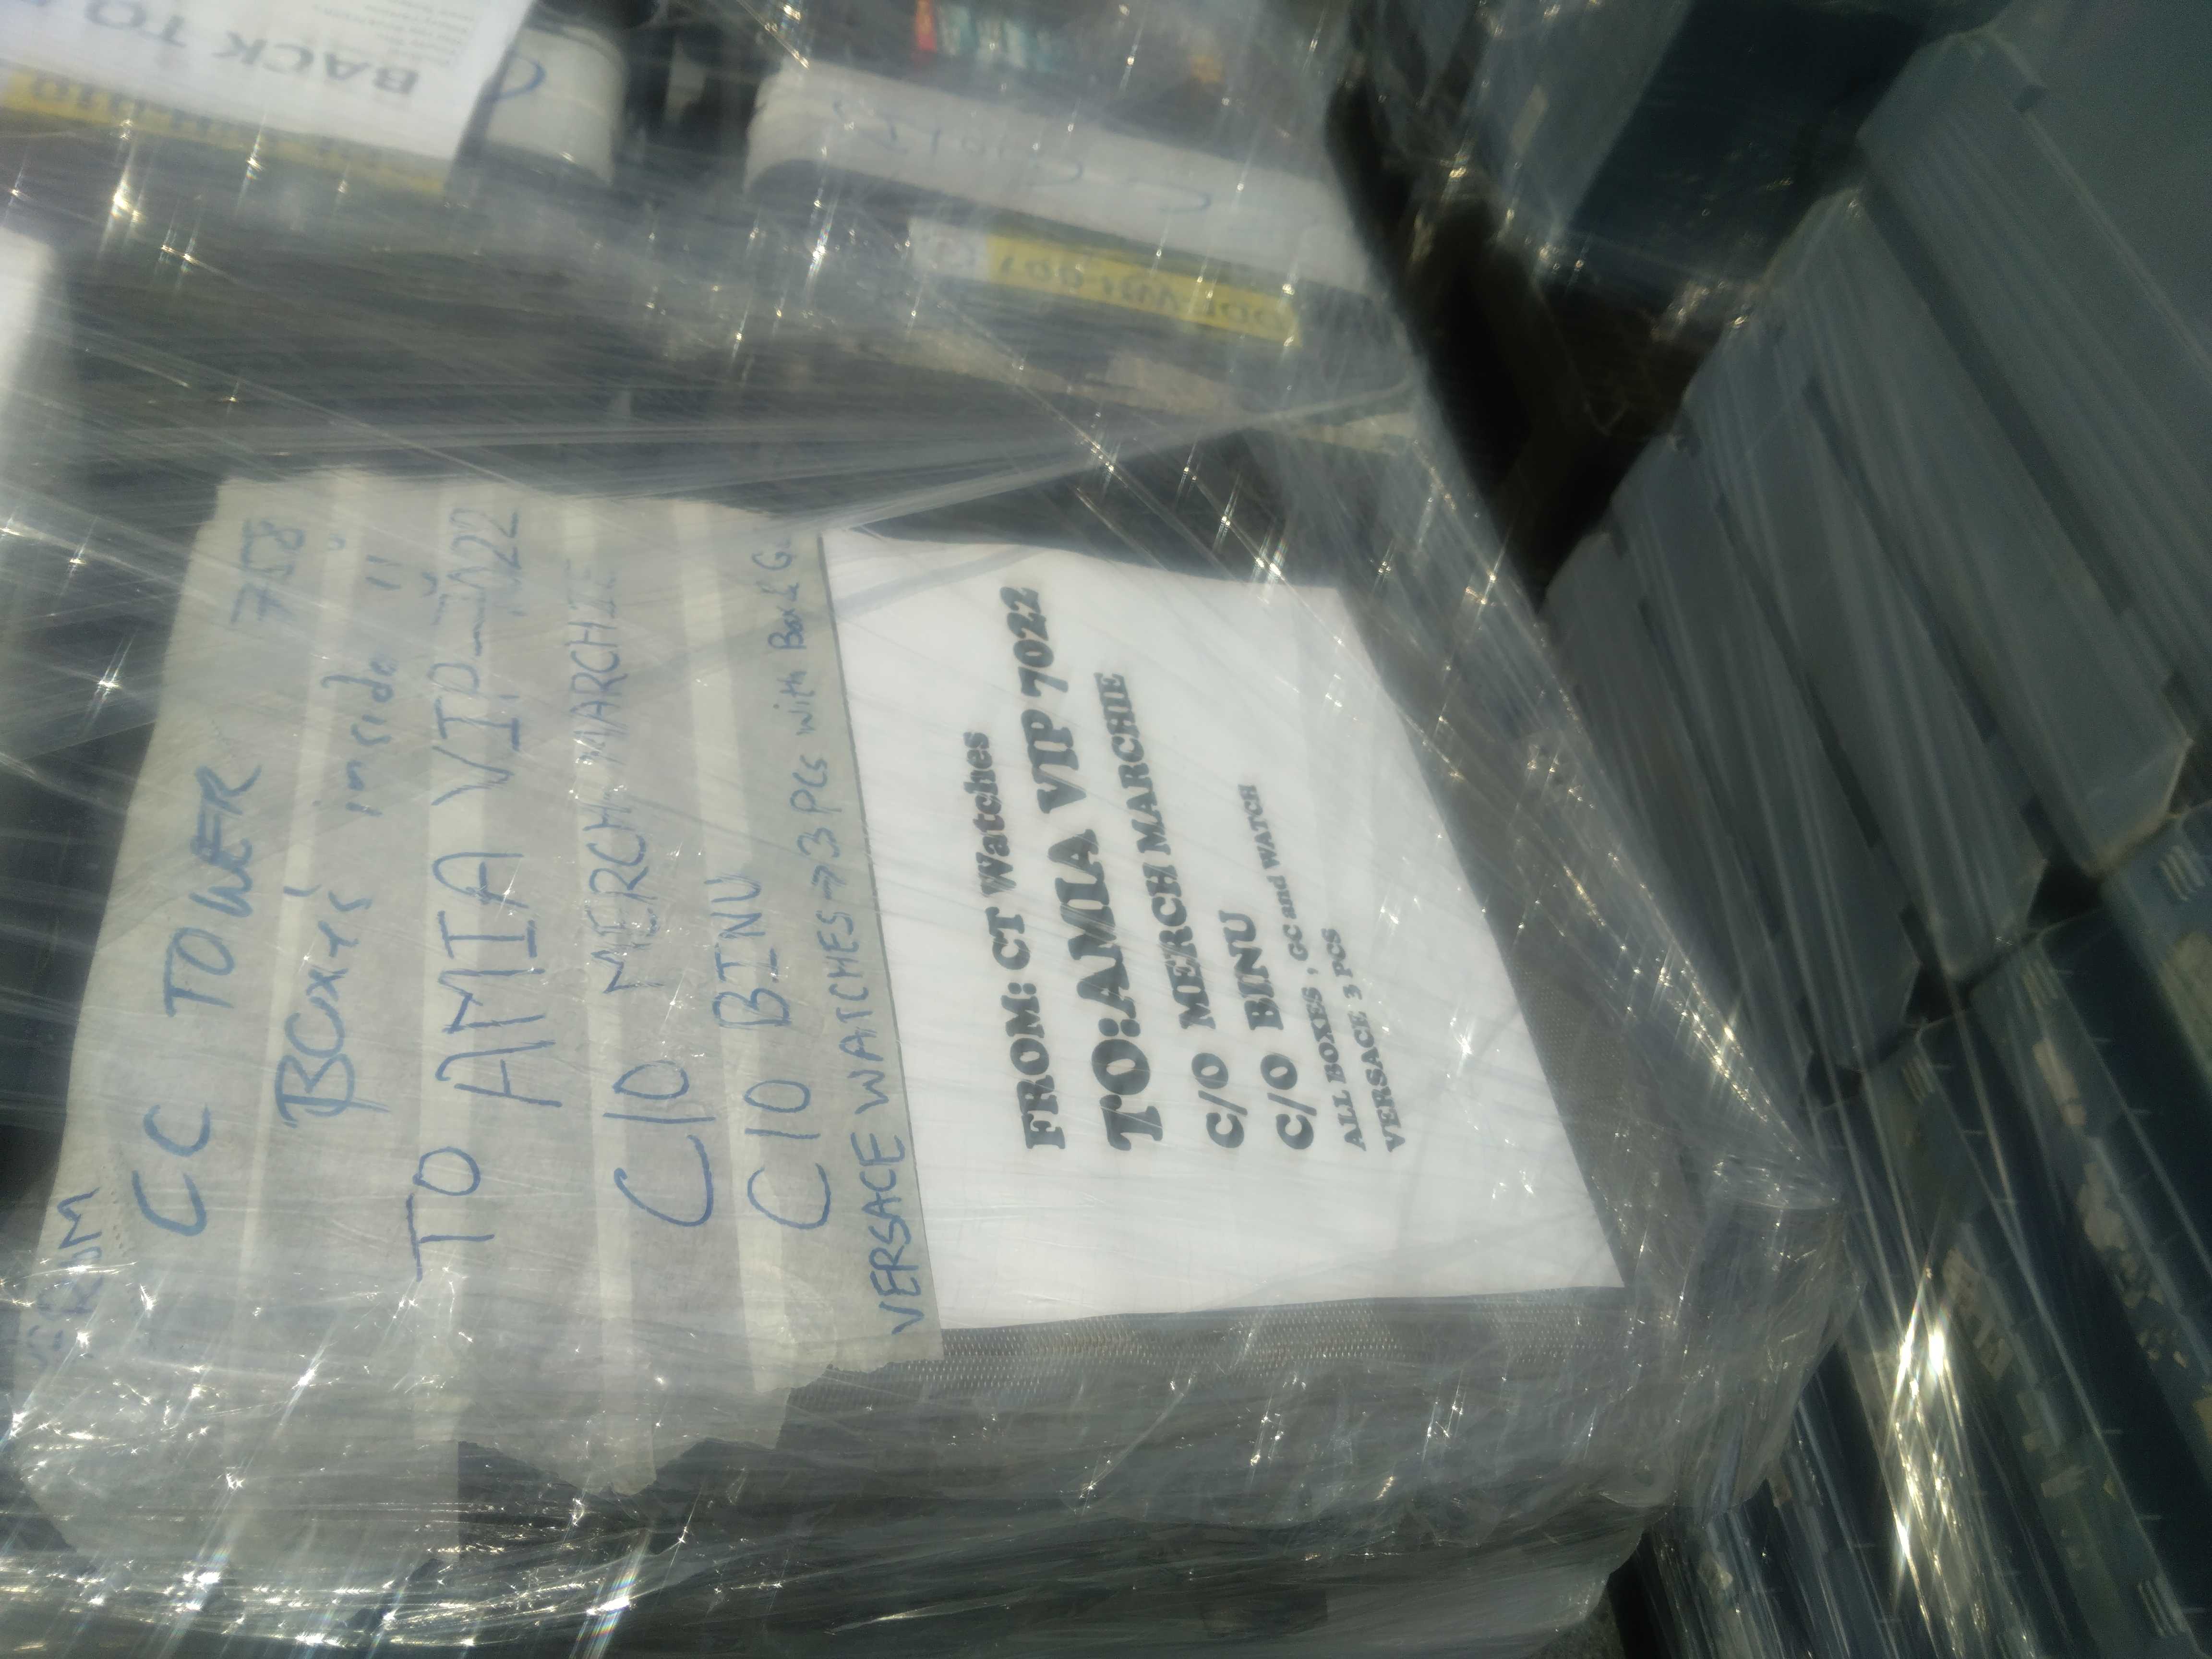 BACK TO
CC TOWER 758
Boxes inside
TO AMIA VIP 7022
C/O MERCH MARCHIE
C/O BINU
VERSACE WATCHES → 3 PCs with Box &
FROM: CT Watches
TO:AMIA VIP 7022
C/O MERCH MARCHIE
C/O BINU
ALL BOXES , GC and WATCH
VERSACE 3 PCS